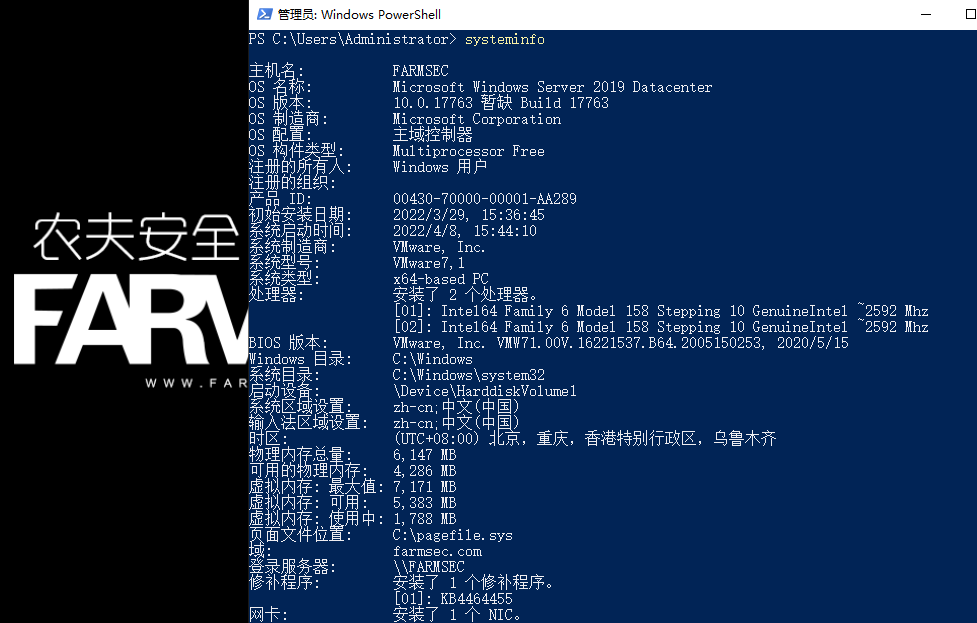 管理员: Windows PowerShell
PS C:\Users\Administrator> systeminfo
主机名: FARMSEC
OS 名称: Microsoft Windows Server 2019 Datacenter
OS 版本: 10.0.17763 暂缺 Build 17763
OS 制造商: Microsoft Corporation
OS 配置: 主域控制器
OS 构件类型: Multiprocessor Free
注册的所有人: Windows 用户
注册的组织:
产品 ID: 00430-70000-00001-AA289
初始安装日期: 2022/3/29, 15:36:45
系统启动时间: 2022/4/8, 15:44:10
系统制造商: VMware, Inc.
系统型号: VMware7,1
系统类型: x64-based PC
处理器: 安装了 2 个处理器。
[01]: Intel64 Family 6 Model 158 Stepping 10 GenuineIntel ~2592 Mhz
[02]: Intel64 Family 6 Model 158 Stepping 10 GenuineIntel ~2592 Mhz
BIOS 版本: VMware, Inc. VMW71.00V.16221537.B64.2005150253, 2020/5/15
Windows 目录: C:\Windows
系统目录: C:\Windows\system32
启动设备: \Device\HarddiskVolume1
系统区域设置: zh-cn;中文(中国)
输入法区域设置: zh-cn;中文(中国)
时区: (UTC+08:00) 北京，重庆，香港特别行政区，乌鲁木齐
物理内存总量: 6,147 MB
可用的物理内存: 4,286 MB
虚拟内存: 最大值: 7,171 MB
虚拟内存: 可用: 5,383 MB
虚拟内存: 使用中: 1,788 MB
页面文件位置: C:\pagefile.sys
域: farmsec.com
登录服务器: \\FARMSEC
修补程序: 安装了 1 个修补程序。
[01]: KB4464455
网卡: 安装了 1 个 NIC。
农夫安全
FAR
WWW.FAR